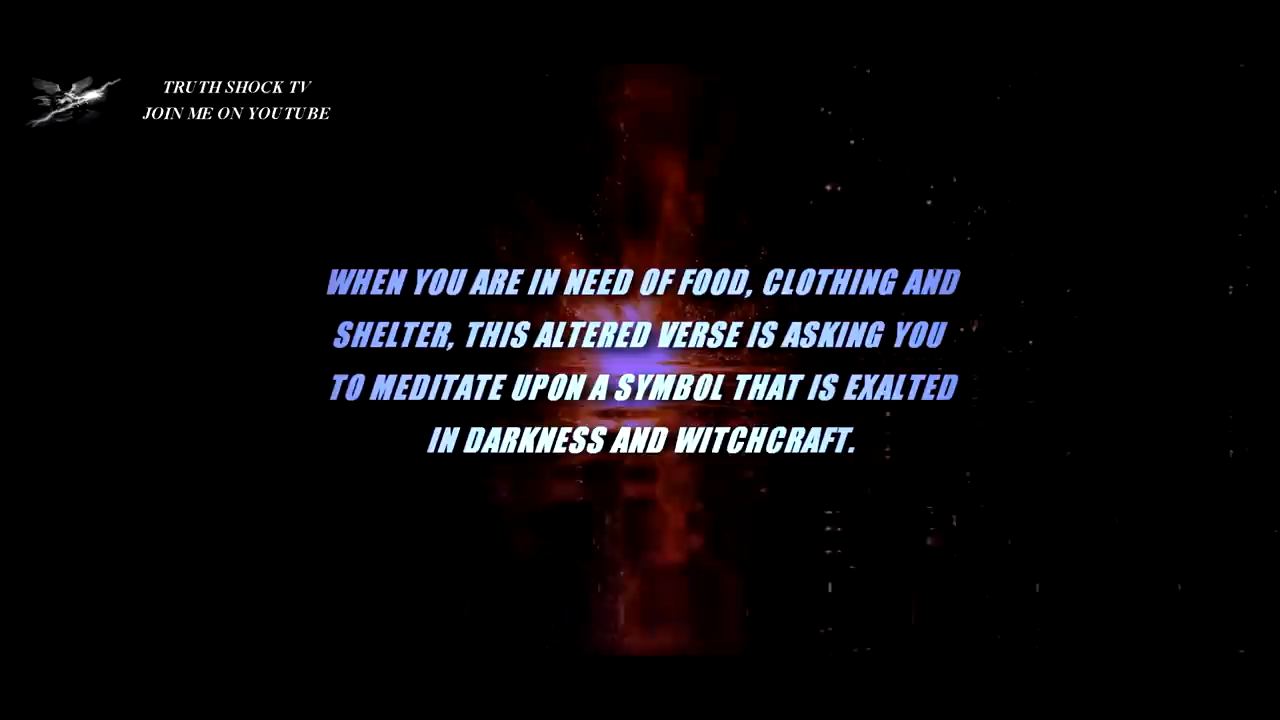 TRUTH SHOCK TV
JOIN ME ON YOUTUBE
WHEN YOU ARE IN NEED OF FOOD, CLOTHING AND
SHELTER, THIS ALTERED VERSE IS ASKING YOU
TO MEDITATE UPON A SYMBOL THAT IS EXALTED
IN DARKNESS AND WITCHCRAFT.